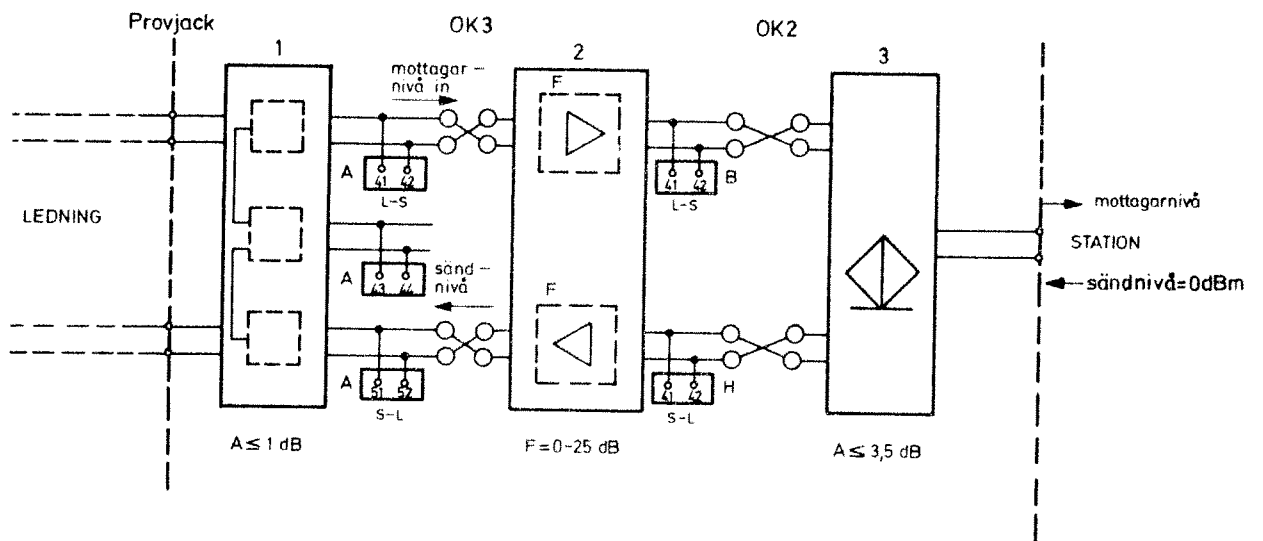 Provjack
OK3
OK2
1
2
3
mottagar-
nivå in
F
A
41 42
L-S
41 42
B
L-S
LEDNING
mottagarnivå
STATION
A
43 44
sänd-
nivå
sändnivå=0dBm
F
A
51 52
S-L
41 42
H
S-L
A≤1 dB
F=0-25 dB
A≤3,5 dB